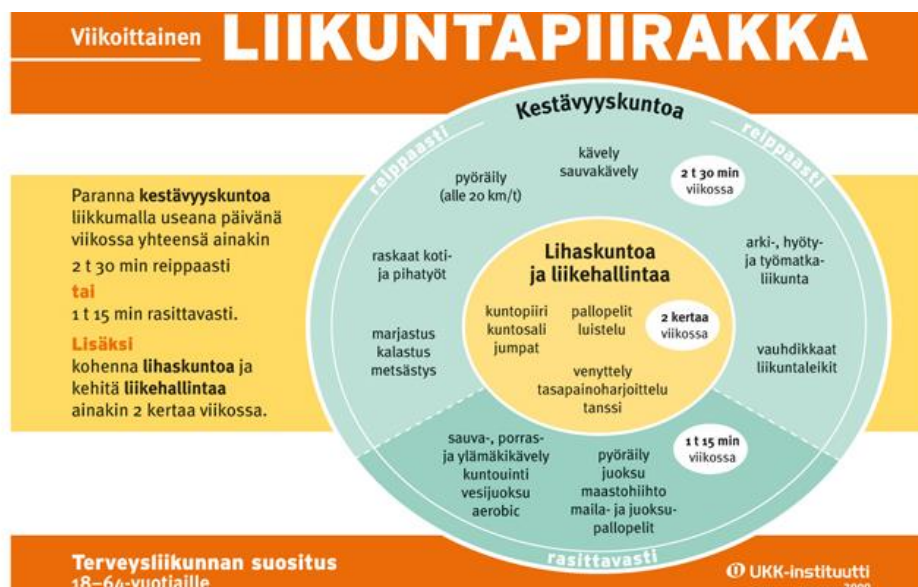 Viikoittainen LIIKUNTAPIIRAKKA
Paranna kestävyyskuntoa
liikkumalla useana päivänä
viikossa yhteensä ainakin
2 t 30 min reippaasti
tai
1 t 15 min rasittavasti.
Lisäksi
kohenna lihaskuntoa ja
kehitä liikehallintaa
ainakin 2 kertaa viikossa.
Kestävyyskuntoa
reippaasti
reippaasti
kävely
sauvakävely
2 t 30 min
viikossa
pyöräily
(alle 20 km/t)
raskaat koti-
ja pihatyöt
arki-, hyöty-
ja työmatka-
liikunta
marjastus
kalastus
metsästys
vauhdikkaat
liikuntaleikit
Lihaskuntoa
ja liikehallintaa
kuntopiiri
kuntosali
jumpat
pallopelit
luistelu
2 kertaa
viikossa
venyttely
tasapainoharjoittelu
tanssi
sauva-, porras-
ja ylämäkikävely
kuntouinti
vesijuoksu
aerobic
pyöräily
juoksu
maastohiihto
maila- ja juoksu-
pallopelit
1 t 15 min
viikossa
rasittavasti
Terveysliikunnan suositus
18–64-vuotiaille
UKK-instituutti
2009